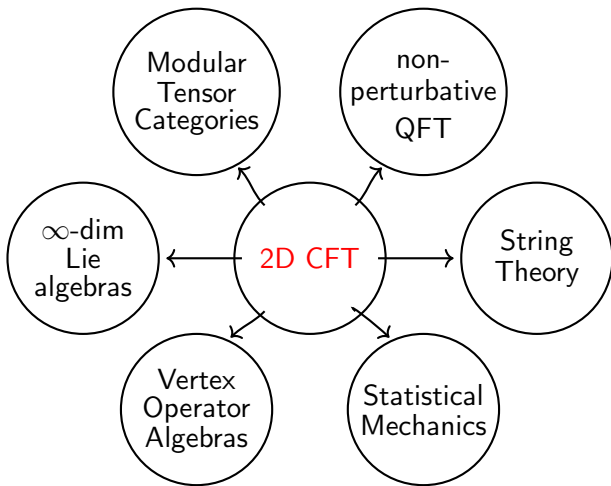 Modular
Tensor
Categories
non-
perturbative
QFT
∞-dim
Lie
algebras
2D CFT
String
Theory
Vertex
Operator
Algebras
Statistical
Mechanics